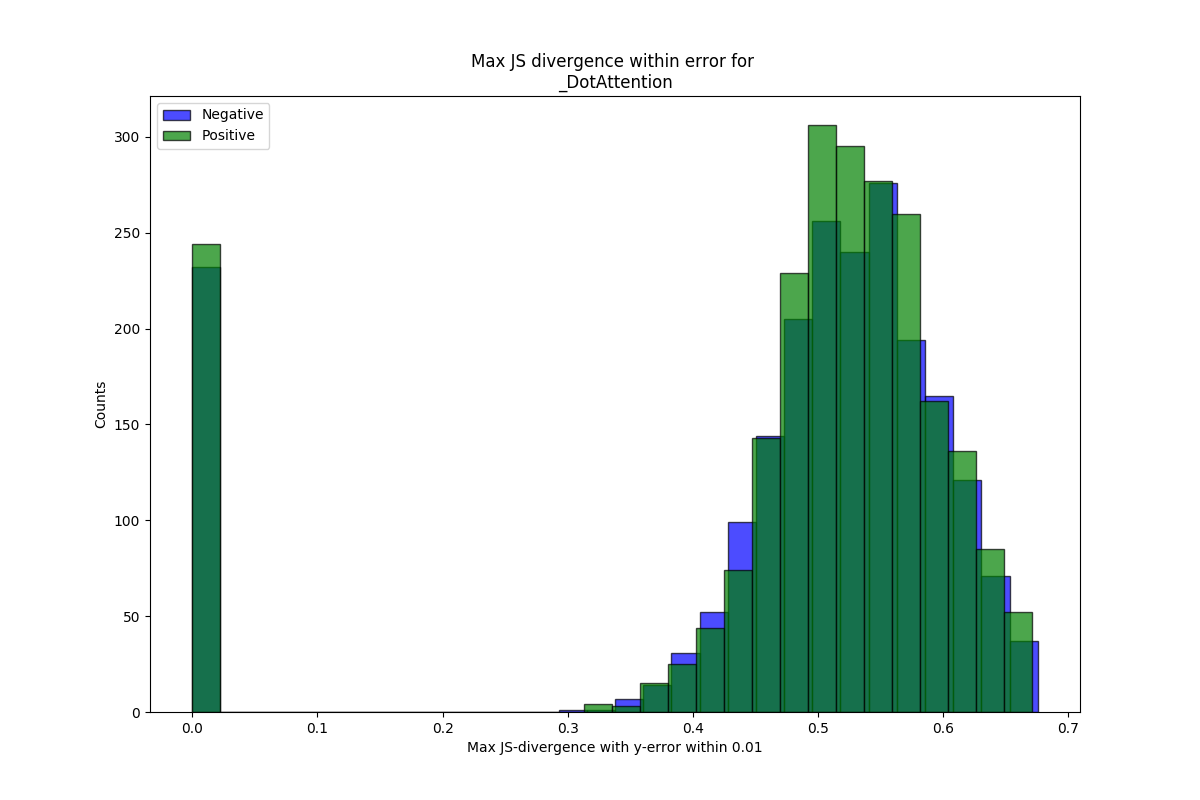 Max JS divergence within error for
_DotAttention
Negative
Positive
300
250
200
150
100
50
0
Counts
0.0 0.1 0.2 0.3 0.4 0.5 0.6 0.7
Max JS-divergence with y-error within 0.01